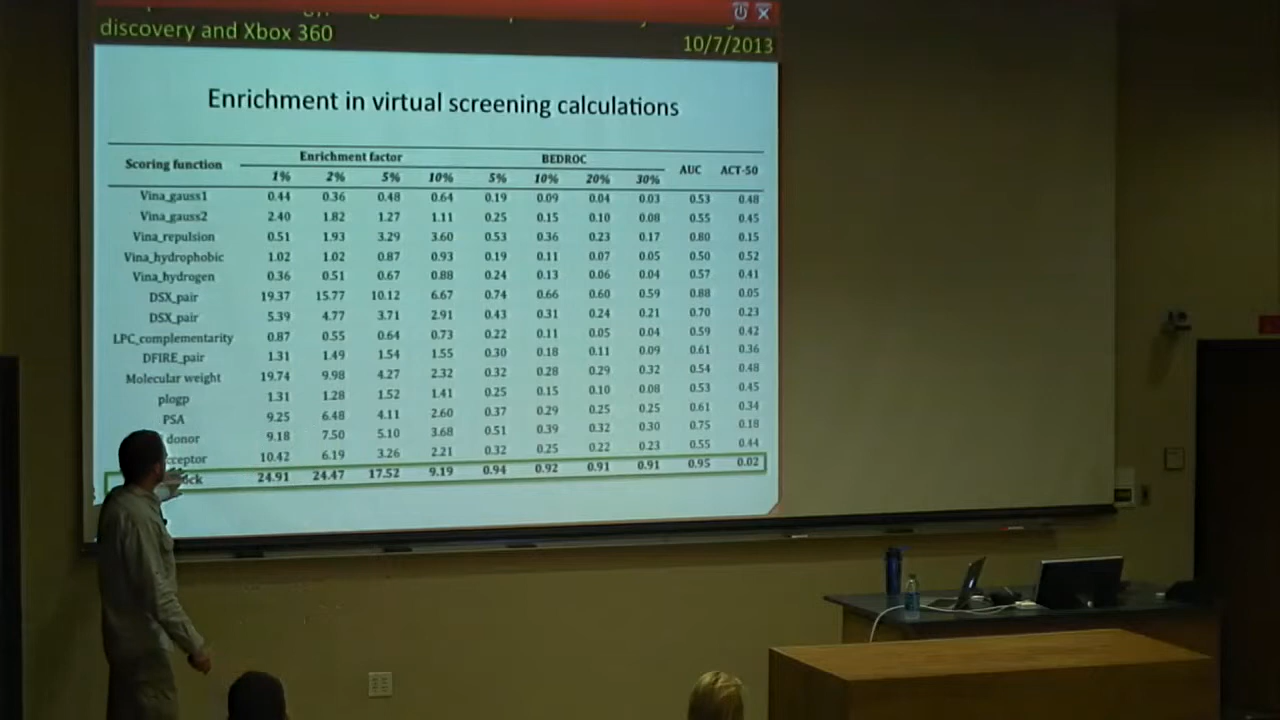 discovery and Xbox 360
10/7/2013
Enrichment in virtual screening calculations
Scoring function Enrichment factor BEDROC AUC ACT-50
1% 2% 5% 10% 5% 10% 20% 30%
Vina_gauss1 0.44 0.36 0.48 0.64 0.19 0.09 0.04 0.03 0.53 0.48
Vina_gauss2 2.40 1.82 1.27 1.11 0.25 0.15 0.10 0.08 0.55 0.45
Vina_repulsion 0.51 1.93 3.29 3.60 0.53 0.36 0.23 0.17 0.80 0.15
Vina_hydrophobic 1.02 1.02 0.87 0.93 0.19 0.11 0.07 0.05 0.50 0.52
Vina_hydrogen 0.36 0.51 0.67 0.88 0.24 0.13 0.06 0.04 0.57 0.41
DSX_pair 19.37 15.77 10.12 6.67 0.74 0.66 0.60 0.59 0.88 0.05
DSX_pair 5.39 4.77 3.71 2.91 0.43 0.31 0.24 0.21 0.70 0.23
LPC_complementarity 0.87 0.55 0.64 0.73 0.22 0.11 0.05 0.04 0.59 0.42
DFIRE_pair 1.31 1.49 1.54 1.55 0.30 0.18 0.11 0.09 0.61 0.36
Molecular weight 19.74 9.98 4.27 2.32 0.32 0.28 0.29 0.32 0.54 0.48
plogp 1.31 1.28 1.52 1.41 0.25 0.15 0.10 0.08 0.53 0.45
PSA 9.25 6.48 4.11 2.60 0.37 0.29 0.25 0.25 0.61 0.34
donor 9.18 7.50 5.10 3.68 0.51 0.39 0.32 0.30 0.75 0.18
ceptor 10.42 6.19 3.26 2.21 0.32 0.25 0.22 0.23 0.55 0.44
ock 24.91 24.47 17.52 9.19 0.94 0.92 0.91 0.91 0.95 0.02